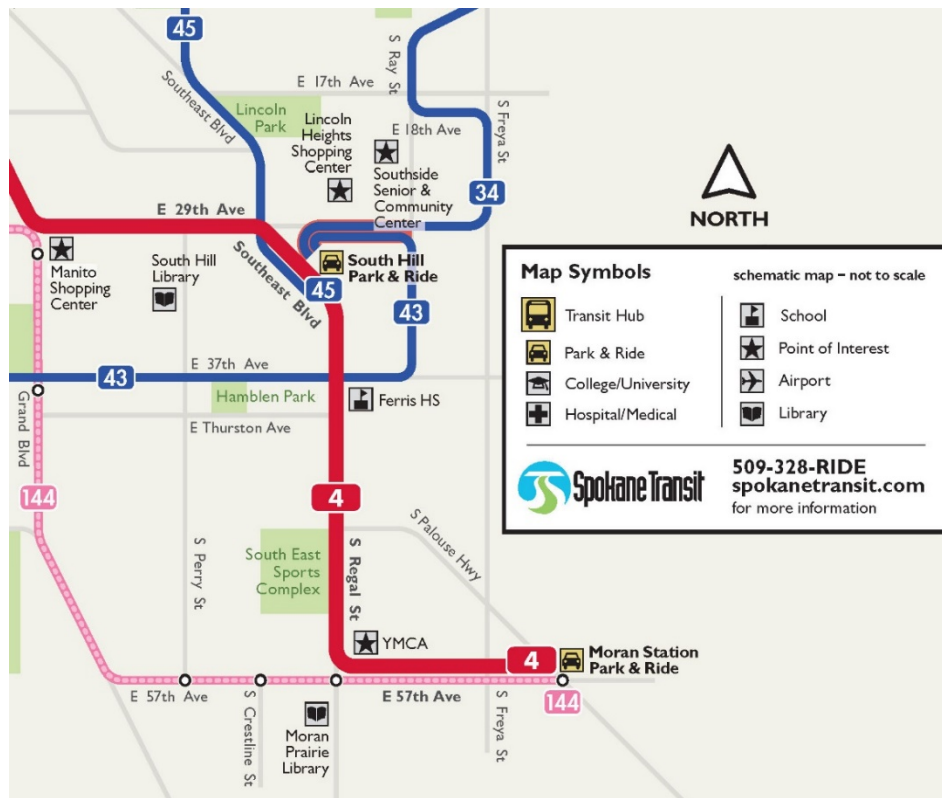 45
S Ray St
E 17th Ave
Southeast Blvd
Lincoln
Park
Lincoln
Heights
Shopping
Center
E 18th Ave
S Freya St
Southside
Senior &
Community
Center
34
NORTH
E 29th Ave
Manito
Shopping
Center
South Hill
Library
Southeast Blvd
South Hill
Park & Ride
45
43
E 37th Ave
43
Hamblen Park
Ferris HS
E Thurston Ave
Grand Blvd
144
4
S Perry St
South East
Sports
Complex
S Regal St
S Palouse Hwy
YMCA
Moran Station
Park & Ride
4
E 57th Ave
E 57th Ave
144
S Crestline St
S Freya St
Moran
Prairie
Library
Map Symbols
schematic map – not to scale
Transit Hub
School
Park & Ride
Point of Interest
College/University
Airport
Hospital/Medical
Library
Spokane Transit
509-328-RIDE
spokanetransit.com
for more information